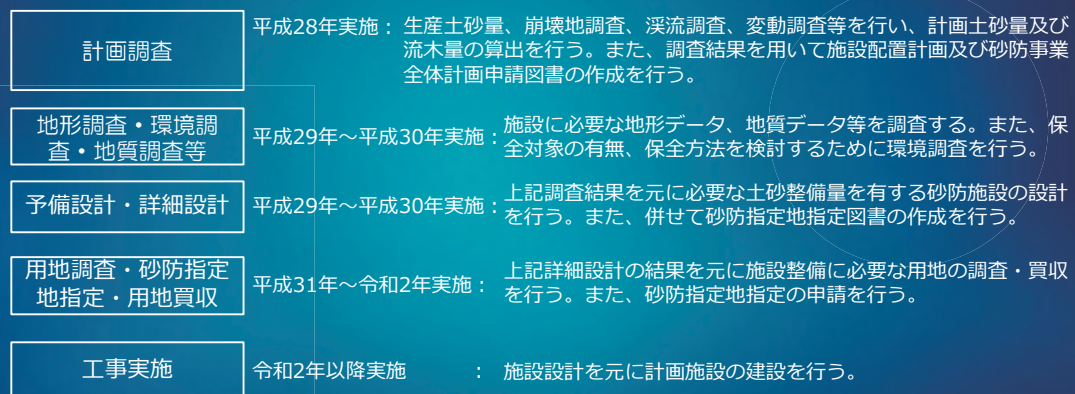 計画調査
平成28年実施：生産土砂量、崩壊地調査、渓流調査、変動調査等を行い、計画土砂量及び
流木量の算出を行う。また、調査結果を用いて施設配置計画及び砂防事業
全体計画申請図書の作成を行う。
地形調査・環境調
査・地質調査等
平成29年～平成30年実施：施設に必要な地形データ、地質データ等を調査する。また、保
全対象の有無、保全方法を検討するために環境調査を行う。
予備設計・詳細設計
平成29年～平成30年実施：上記調査結果を元に必要な土砂整備量を有する砂防施設の設計
を行う。また、併せて砂防指定地指定図書の作成を行う。
用地調査・砂防指定
地指定・用地買収
平成31年～令和2年実施：上記詳細設計の結果を元に施設整備に必要な用地の調査・買収
を行う。また、砂防指定地指定の申請を行う。
工事実施
令和2年以降実施　　　：　施設設計を元に計画施設の建設を行う。